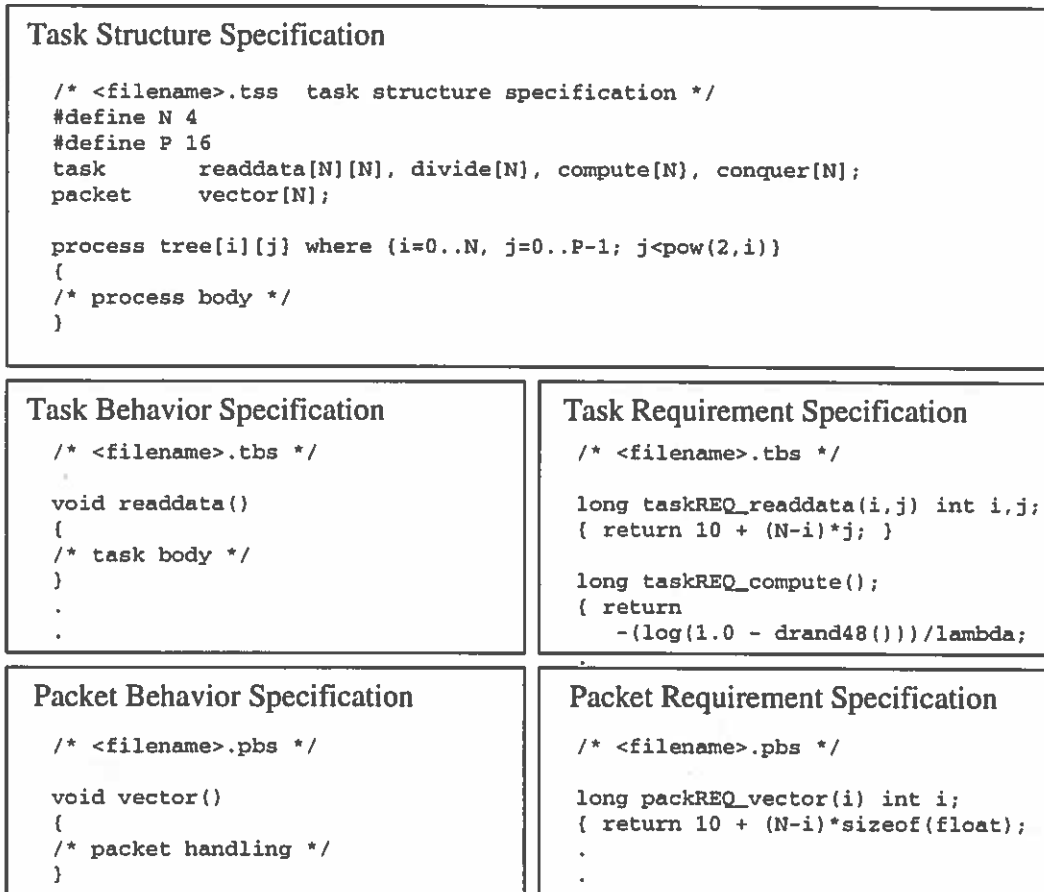 Task Structure Specification
/* <filename>.tss  task structure specification */
#define N 4
#define P 16
task        readdata[N][N], divide[N], compute[N}, conquer[N];
packet      vector[N];
process tree[i][j} where {i=0..N, j=0..P-1; j<pow(2,i)}
{
/* process body */
}
Task Behavior Specification
/* <filename>.tbs */
void readdata()
{
/* task body */
}
.
.
Task Requirement Specification
/* <filename>.tbs */
long taskREQ_readdata(i,j) int i,j;
{ return 10 + (N-i)*j; }
long taskREQ_compute();
{ return
-(log(1.0 - drand48()))/lambda;
.
Packet Behavior Specification
/* <filename>.pbs */
void vector()
{
/* packet handling */
}
Packet Requirement Specification
/* <filename>.pbs */
long packREQ_vector(i) int i;
{ return 10 + (N-i)*sizeof(float);
.
.